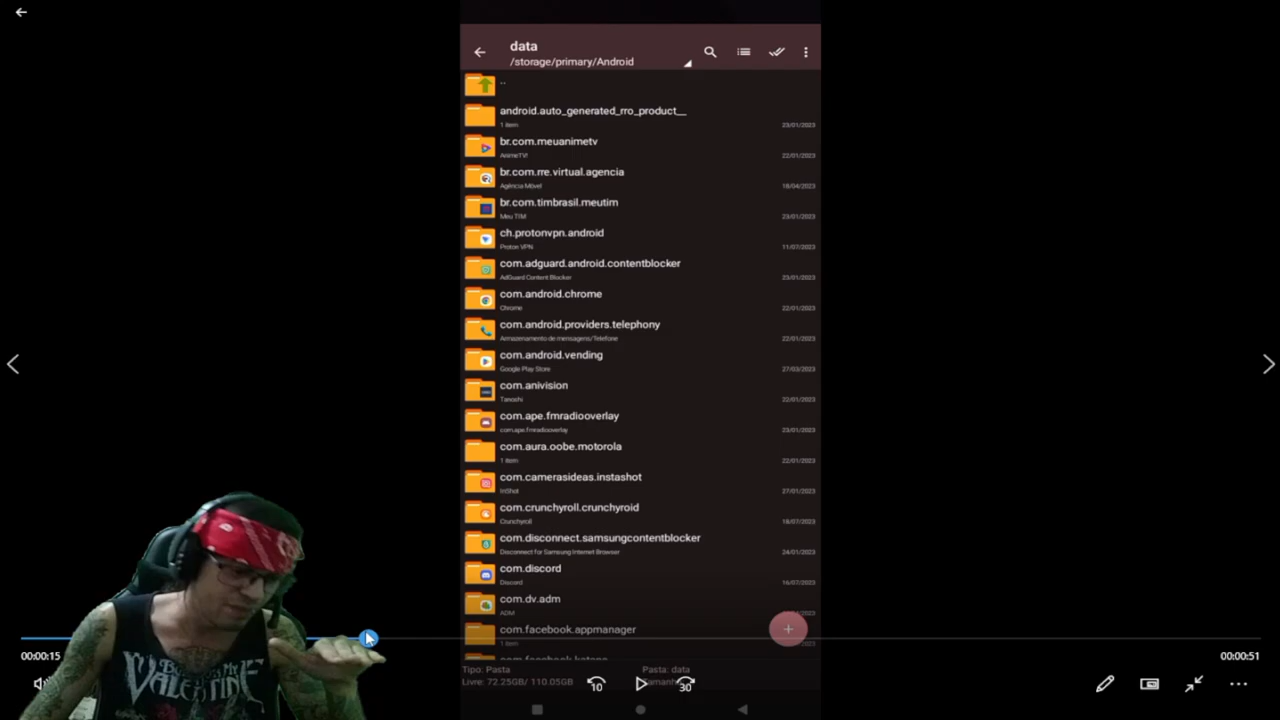 data
/storage/primary/Android
..
android.auto_generated_rro_product__
1 item
23/01/2023
br.com.meuanimetv
AnimeTV!
22/01/2023
br.com.rre.virtual.agencia
Agência Móvel
18/04/2023
br.com.timbrasil.meutim
Meu TIM
23/01/2023
ch.protonvpn.android
Proton VPN
11/07/2023
com.adguard.android.contentblocker
AdGuard Content Blocker
23/01/2023
com.android.chrome
Chrome
22/01/2023
com.android.providers.telephony
Armazenamento de mensagens/Telefone
22/01/2023
com.android.vending
Google Play Store
27/03/2023
com.anivision
Tanoshi
22/01/2023
com.ape.fmradiooverlay
com.ape.fmradiooverlay
23/01/2023
com.aura.oobe.motorola
1 item
22/01/2023
com.camerasideas.instashot
InShot
27/01/2023
com.crunchyroll.crunchyroid
Crunchyroll
18/07/2023
com.disconnect.samsungcontentblocker
Disconnect for Samsung Internet Browser
24/01/2023
com.discord
Discord
16/07/2023
com.dv.adm
ADM
com.facebook.appmanager
1 item
Tipo: Pasta
Pasta: data
Livre: 72.25GB/ 110.05GB
00:00:15
00:00:51
10
30
VALENTINE